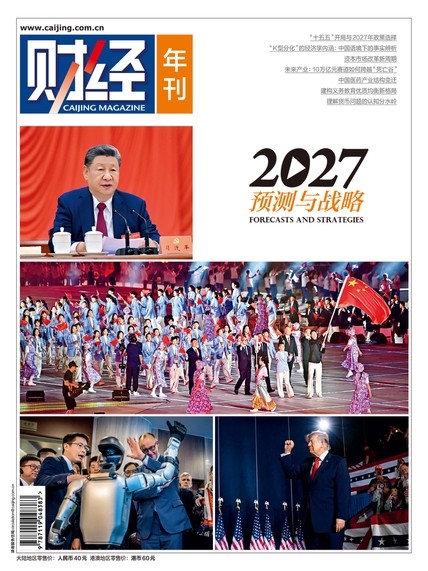 www.caijing.com.cn
财经
年刊
CAIJING MAGAZINE
“十五五”开局与2027年政策选择
“K型分化”的经济学内涵：中国语境下的事实辨析
资本市场改革新周期
未来产业：10万亿元赛道如何跨越“死亡谷”
中国医药产业结构变迁
建构义务教育优质均衡新格局
理解货币问题的认知分水岭
2027
预测与战略
FORECASTS AND STRATEGIES
大陆地区零售价：人民币40元 港澳地区零售价：港币60元